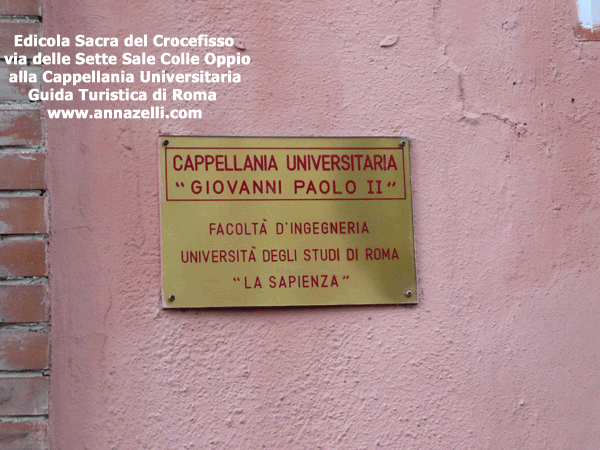 Edicola Sacra del Crocefisso
via delle Sette Sale Colle Oppio
alla Cappellania Universitaria
Guida Turistica di Roma
www.annazelli.com
CAPPELLANIA UNIVERSITARIA
"GIOVANNI PAOLO II"
FACOLTÀ D'INGEGNERIA
UNIVERSITÀ DEGLI STUDI DI ROMA
"LA SAPIENZA"